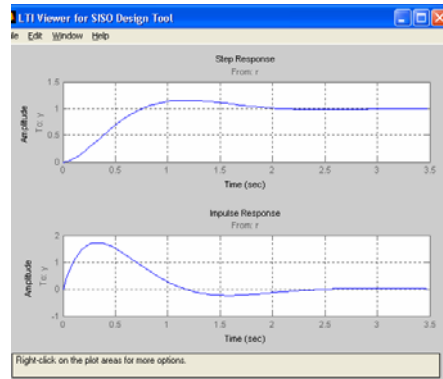 LTI Viewer for SISO Design Tool
le Edit Window Help
Step Response
From: r
1.5
1
0.5
0
Amplitude
To: y
0 0.5 1 1.5 2 2.5 3 3.5
Time (sec)
Impulse Response
From: r
2
1
0
-1
Amplitude
To: y
0 0.5 1 1.5 2 2.5 3 3.5
Time (sec)
Right-click on the plot areas for more options.